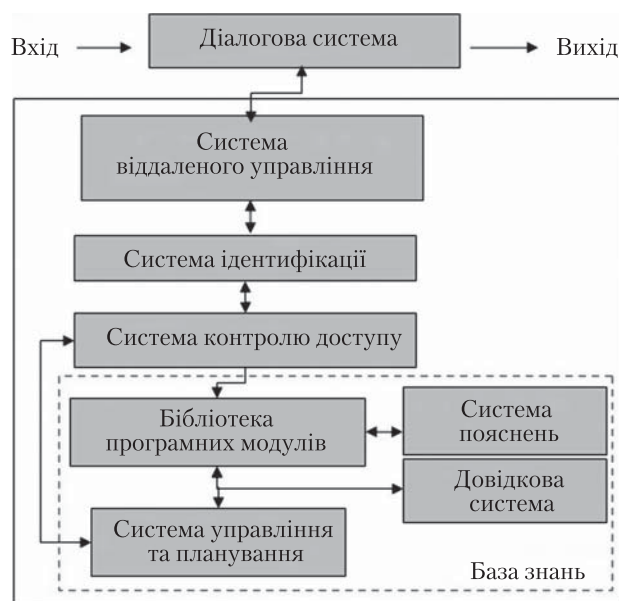 Вхід
Діалогова система
Вихід
Система
віддаленого управління
Система ідентифікації
Система контролю доступу
Бібліотека
програмних модулів
Система
пояснень
Довідкова
система
Система управління
та планування
База знань